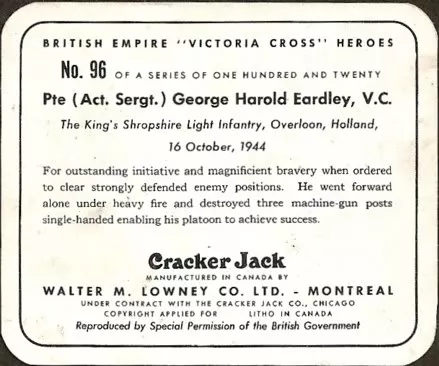 BRITISH EMPIRE "VICTORIA CROSS" HEROES
No. 96 OF A SERIES OF ONE HUNDRED AND TWENTY
Pte (Act. Sergt.) George Harold Eardley, V.C.
The King's Shropshire Light Infantry, Overloon, Holland,
16 October, 1944
For outstanding initiative and magnificent bravery when ordered
to clear strongly defended enemy positions. He went forward
alone under heavy fire and destroyed three machine-gun posts
single-handed enabling his platoon to achieve success.
Cracker Jack
MANUFACTURED IN CANADA BY
WALTER M. LOWNEY CO. LTD. - MONTREAL
UNDER CONTRACT WITH THE CRACKER JACK CO., CHICAGO
COPYRIGHT APPLIED FOR LITHO IN CANADA
Reproduced by Special Permission of the British Government